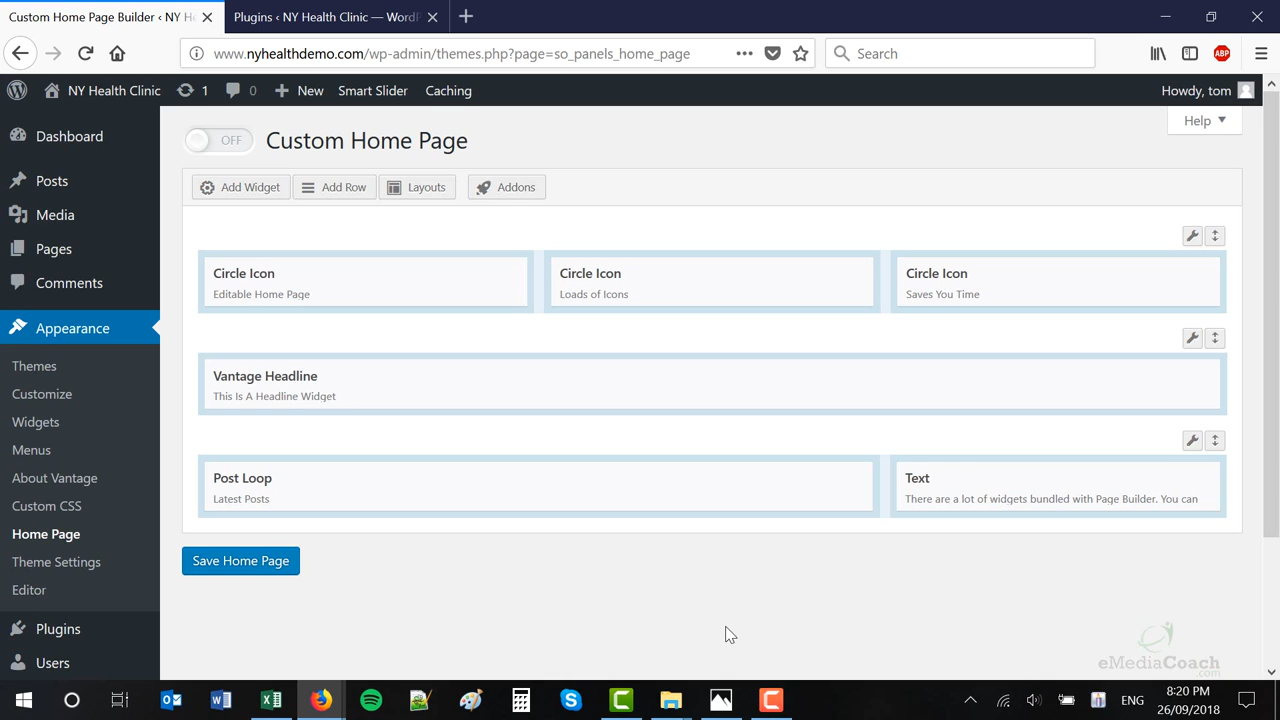 Custom Home Page Builder ‹ NY He
Plugins ‹ NY Health Clinic — WordP
www.nyhealthdemo.com/wp-admin/themes.php?page=so_panels_home_page
Search
ABP
NY Health Clinic
1
0
New
Smart Slider
Caching
Howdy, tom
Help
Dashboard
Posts
Media
Pages
Comments
Appearance
Themes
Customize
Widgets
Menus
About Vantage
Custom CSS
Home Page
Theme Settings
Editor
Plugins
Users
OFF
Custom Home Page
Add Widget
Add Row
Layouts
Addons
Circle Icon
Editable Home Page
Circle Icon
Loads of Icons
Circle Icon
Saves You Time
Vantage Headline
This Is A Headline Widget
Post Loop
Latest Posts
Text
There are a lot of widgets bundled with Page Builder. You can
Save Home Page
eMediaCoach
.com
ENG
8:20 PM
26/09/2018